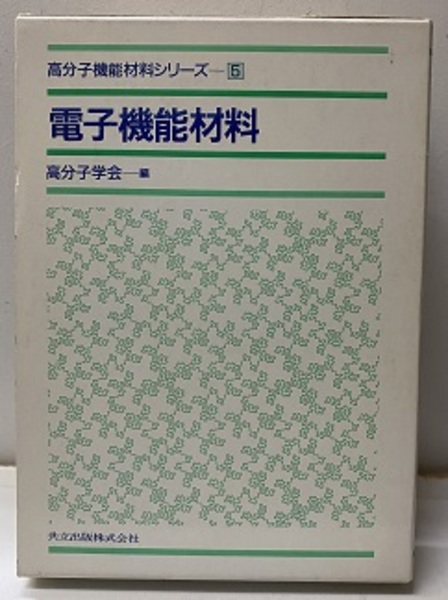 高分子機能材料シリーズ—5
電子機能材料
高分子学会—編
共立出版株式会社